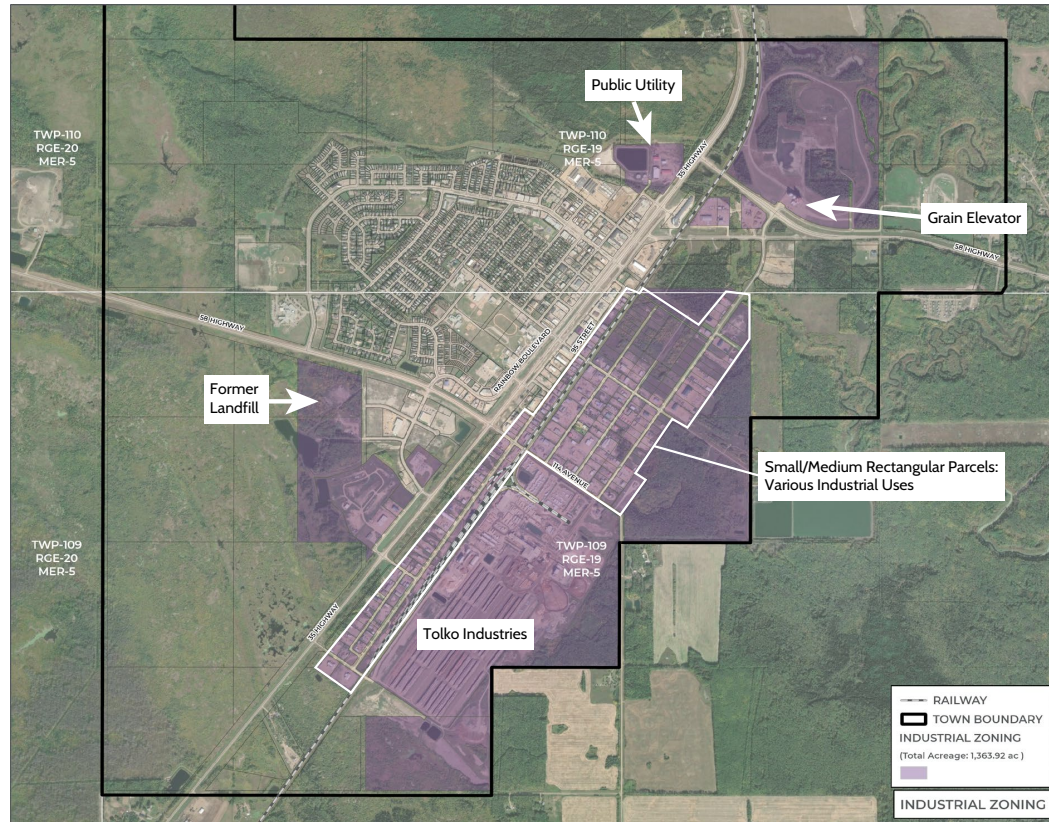 Public Utility
TWP-110
RGE-20
MER-5
TWP-110
RGE-19
MER-5
35 HIGHWAY
Grain Elevator
58 HIGHWAY
58 HIGHWAY
95 STREET
RAINBOW BOULEVARD
Former
Landfill
114 AVENUE
Small/Medium Rectangular Parcels:
Various Industrial Uses
TWP-109
RGE-20
MER-5
TWP-109
RGE-19
MER-5
35 HIGHWAY
Tolko Industries
RAILWAY
TOWN BOUNDARY
INDUSTRIAL ZONING
(Total Acreage: 1,363.92 ac )
INDUSTRIAL ZONING